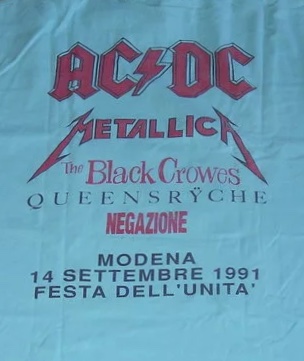 AC⚡DC
METALLICA
The Black Crowes
QUEENSRŸCHE
NEGAZIONE
MODENA
14 SETTEMBRE 1991
FESTA DELL'UNITA'